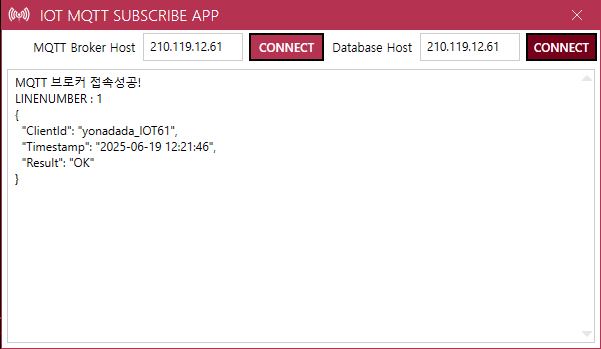 IOT MQTT SUBSCRIBE APP
MQTT Broker Host 210.119.12.61 CONNECT Database Host 210.119.12.61 CONNECT
MQTT 브로커 접속성공!
LINENUMBER : 1
{
  "ClientId": "yonadada_IOT61",
  "Timestamp": "2025-06-19 12:21:46",
  "Result": "OK"
}